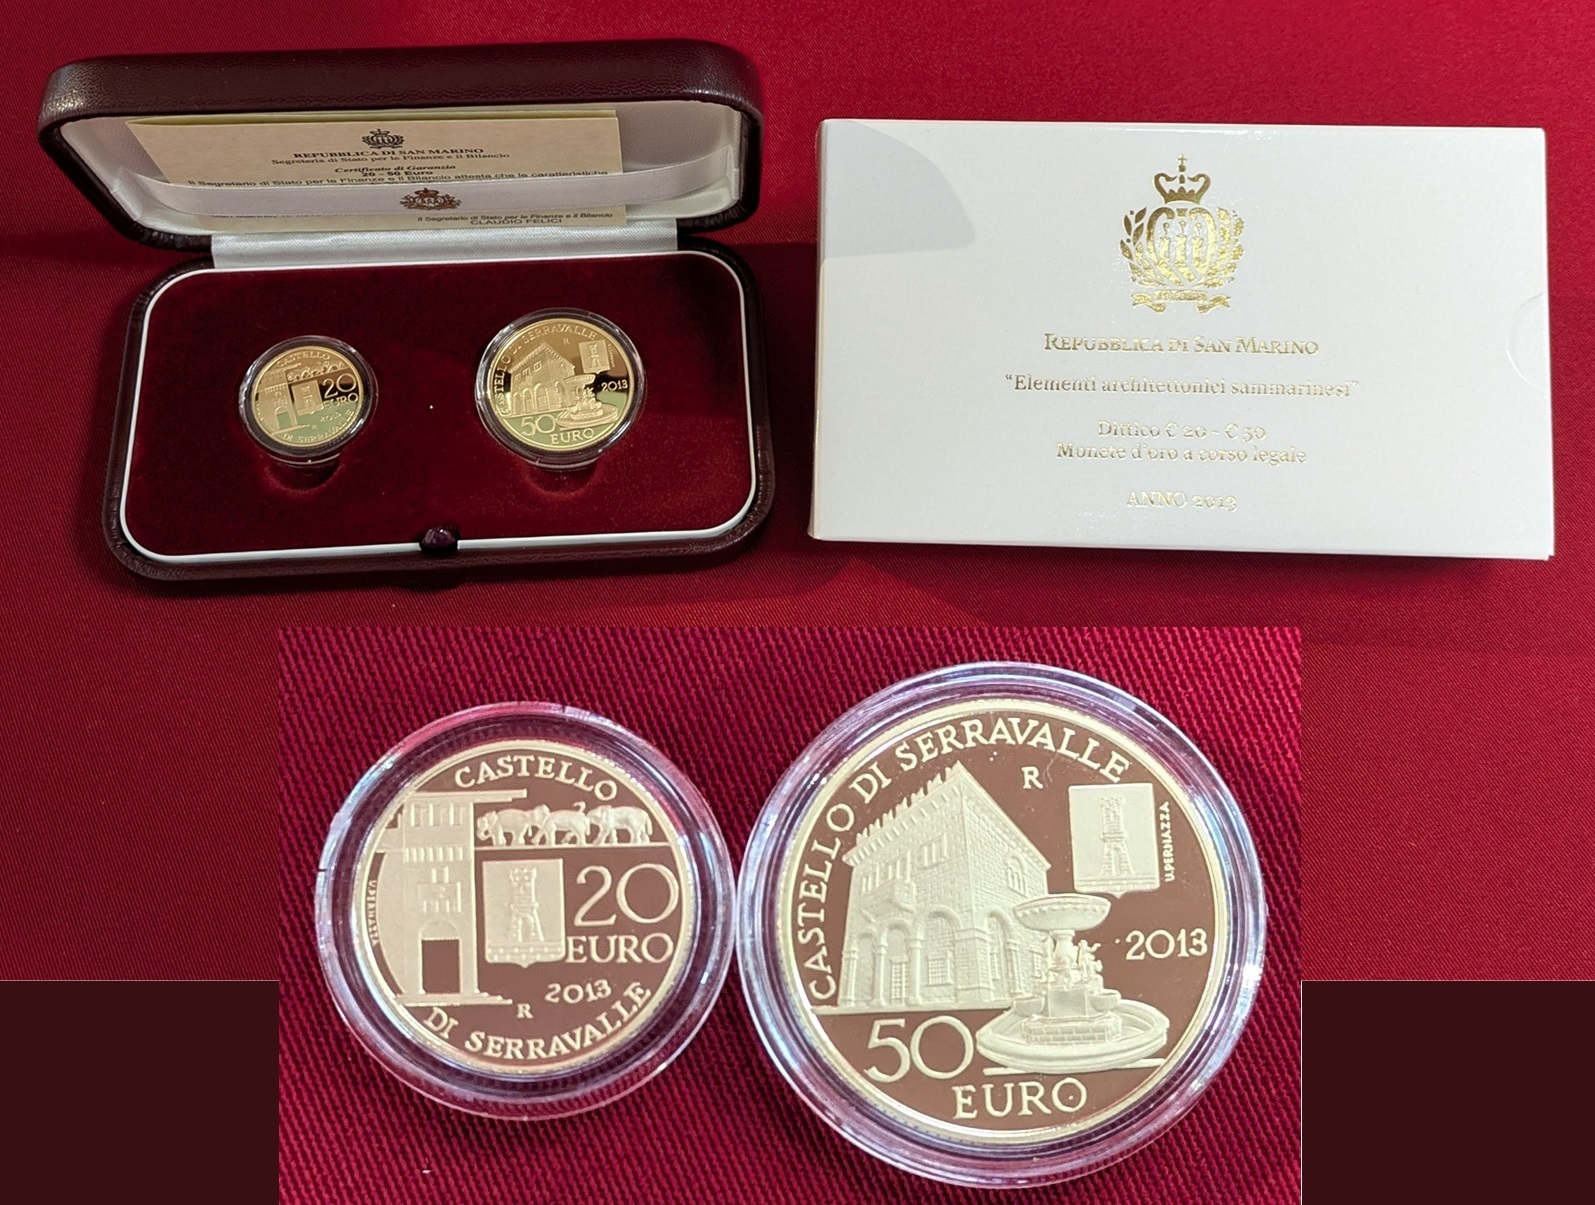 REPUBBLICA DI SAN MARINO
Segreteria di Stato per le Finanze e il Bilancio
Certificato di Garanzia
20 - 50 Euro
Il Segretario di Stato per le Finanze e il Bilancio attesta che le caratteristiche
Il Segretario di Stato per le Finanze e il Bilancio
CLAUDIO FELICI
CASTELLO
20
EURO
2013
R
DI SERRAVALLE
CASTELLO DI SERRAVALLE
R
2013
50
EURO
REPUBBLICA DI SAN MARINO
"Elementi architettonici sammarinesi"
Dittico € 20 - € 50
Monete d'oro a corso legale
ANNO 2013
CASTELLO
20
EURO
U.PERNAZZA
2013
R
DI SERRAVALLE
CASTELLO DI SERRAVALLE
R
U.PERNAZZA
2013
50
EURO